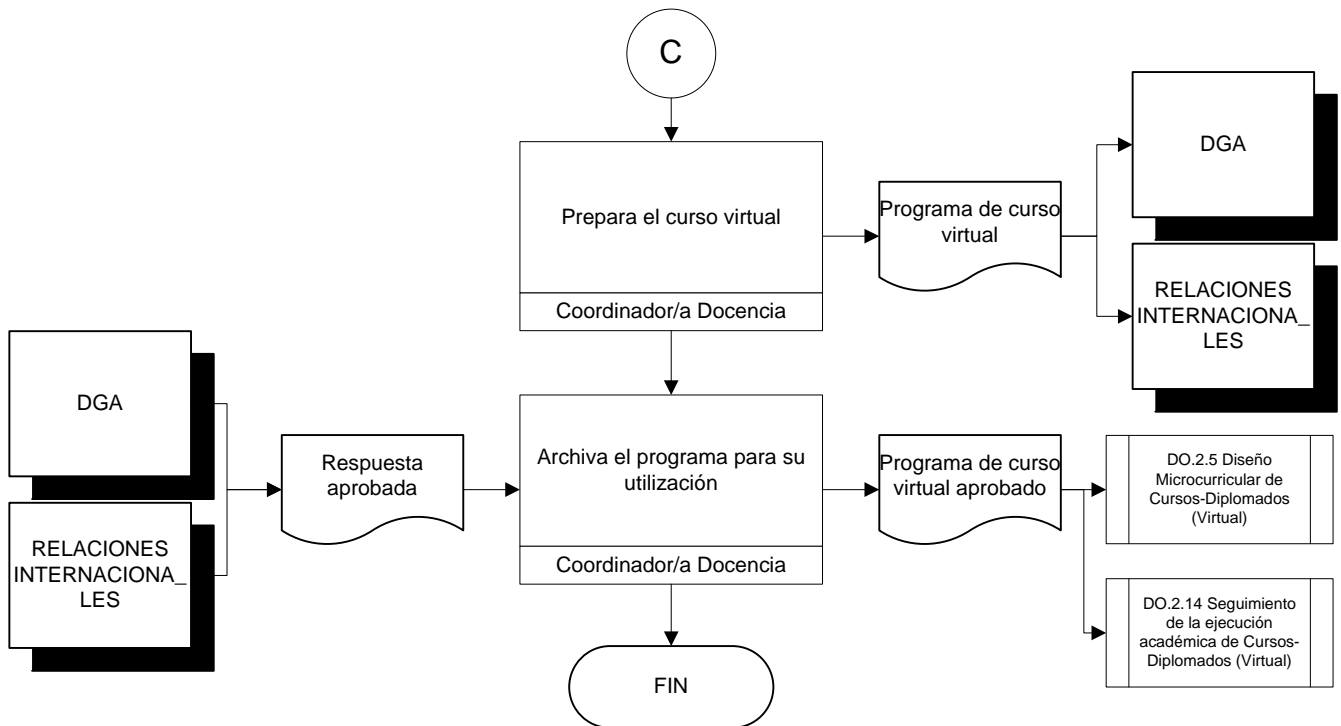 C
Prepara el curso virtual
Coordinador/a Docencia
Programa de curso
virtual
DGA
RELACIONES
INTERNACIONA_
LES
DGA
RELACIONES
INTERNACIONA_
LES
Respuesta
aprobada
Archiva el programa para su
utilización
Coordinador/a Docencia
Programa de curso
virtual aprobado
DO.2.5 Diseño
Microcurricular de
Cursos-Diplomados
(Virtual)
DO.2.14 Seguimiento
de la ejecución
académica de Cursos-
Diplomados (Virtual)
FIN